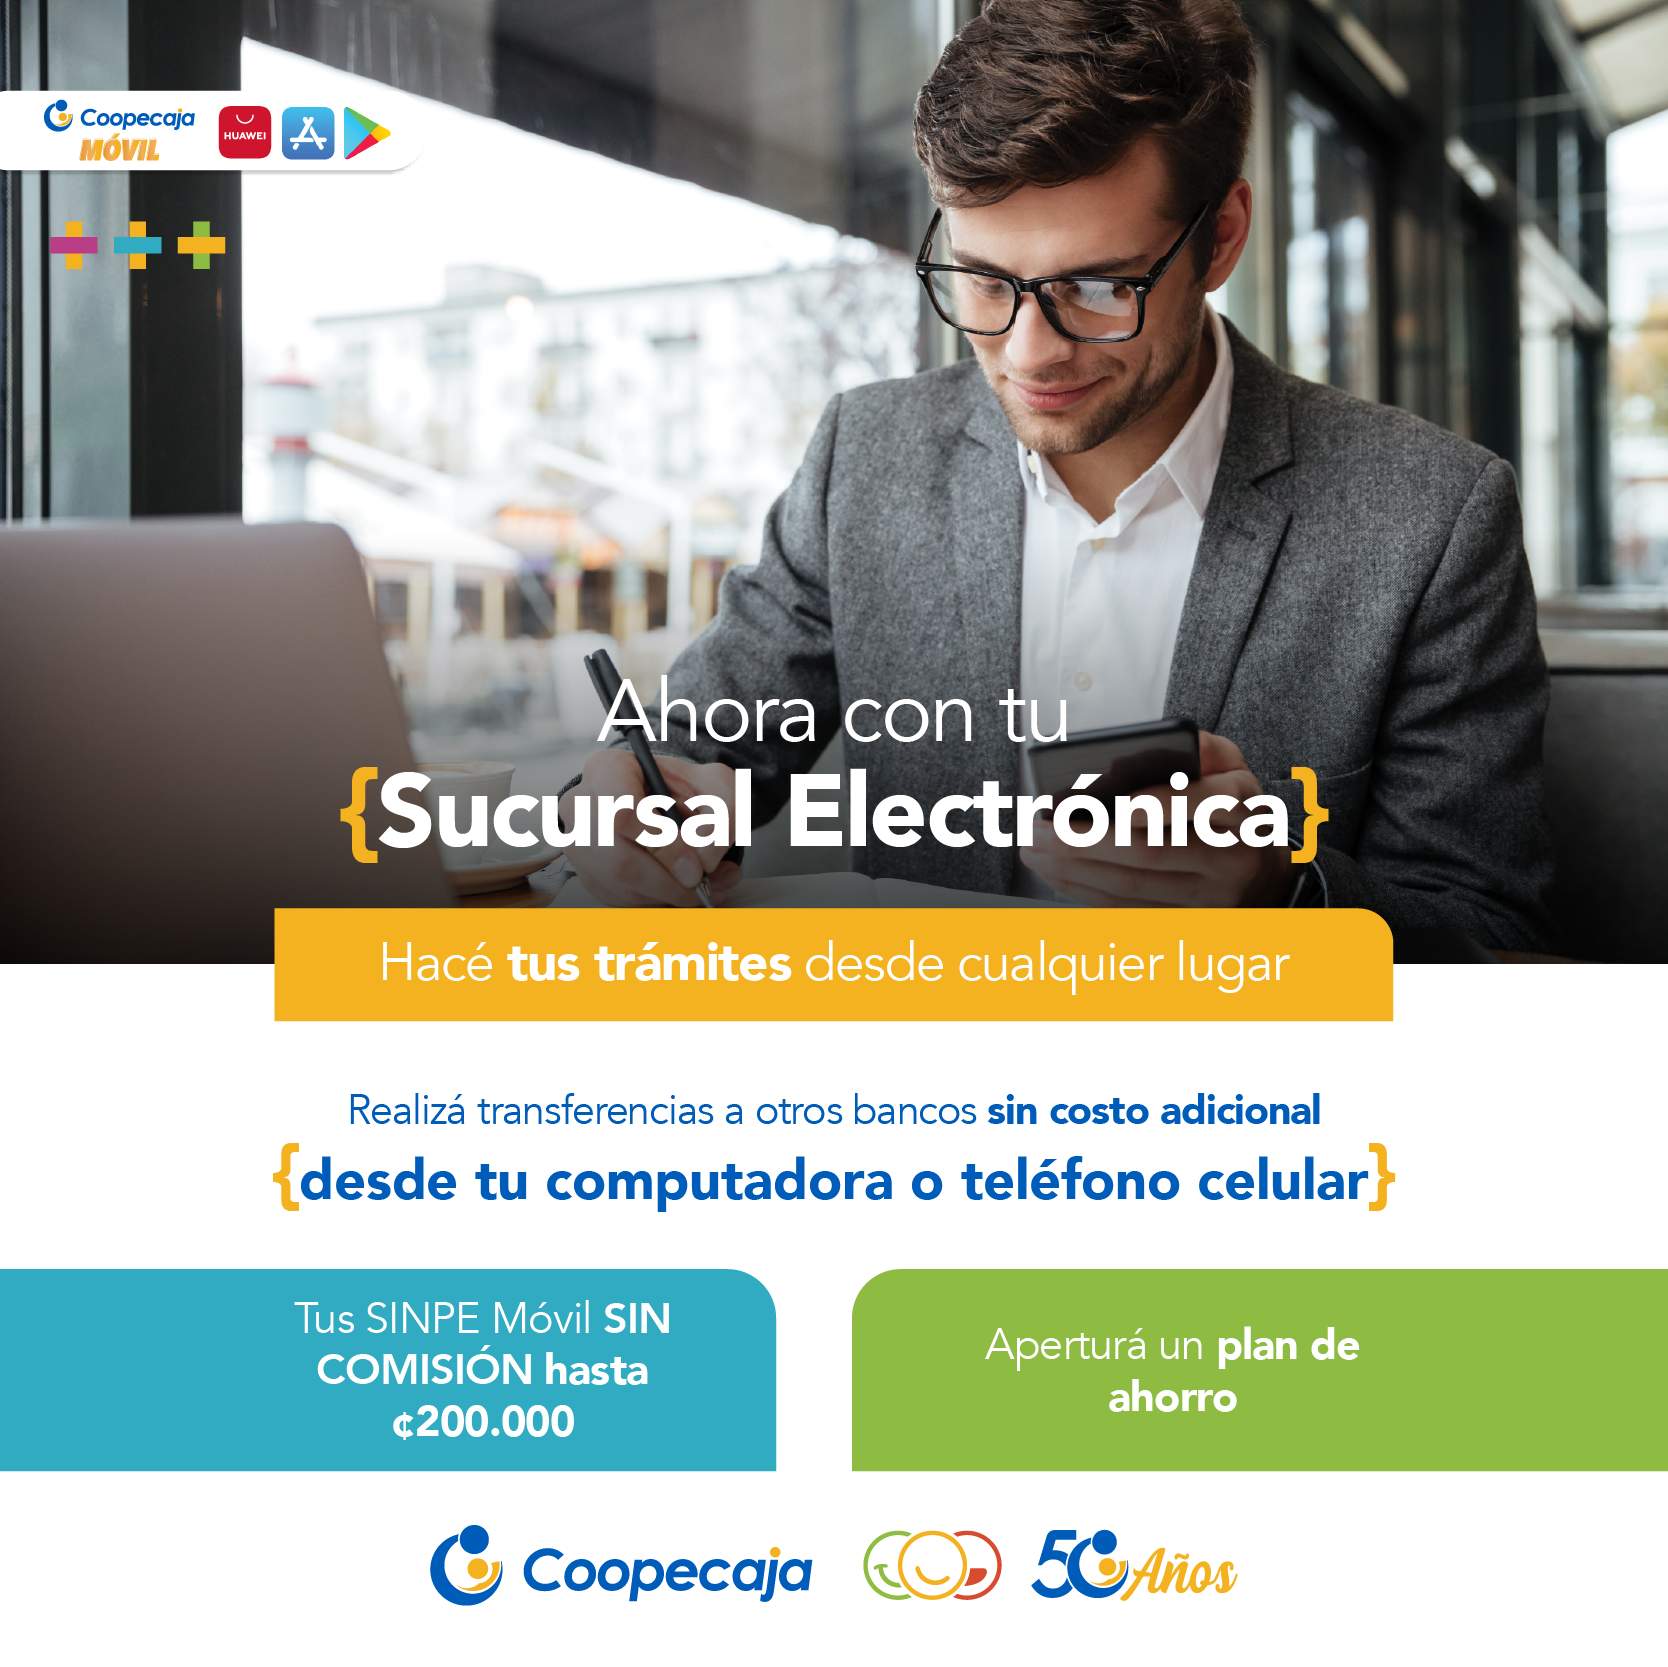 Coopecaja
MÓVIL
HUAWEI
Ahora con tu
{Sucursal Electrónica}
Hacé tus trámites desde cualquier lugar
Realizá transferencias a otros bancos sin costo adicional
{desde tu computadora o teléfono celular}
Tus SINPE Móvil SIN
COMISIÓN hasta
¢200.000
Aperturá un plan de
ahorro
Coopecaja
50 Años